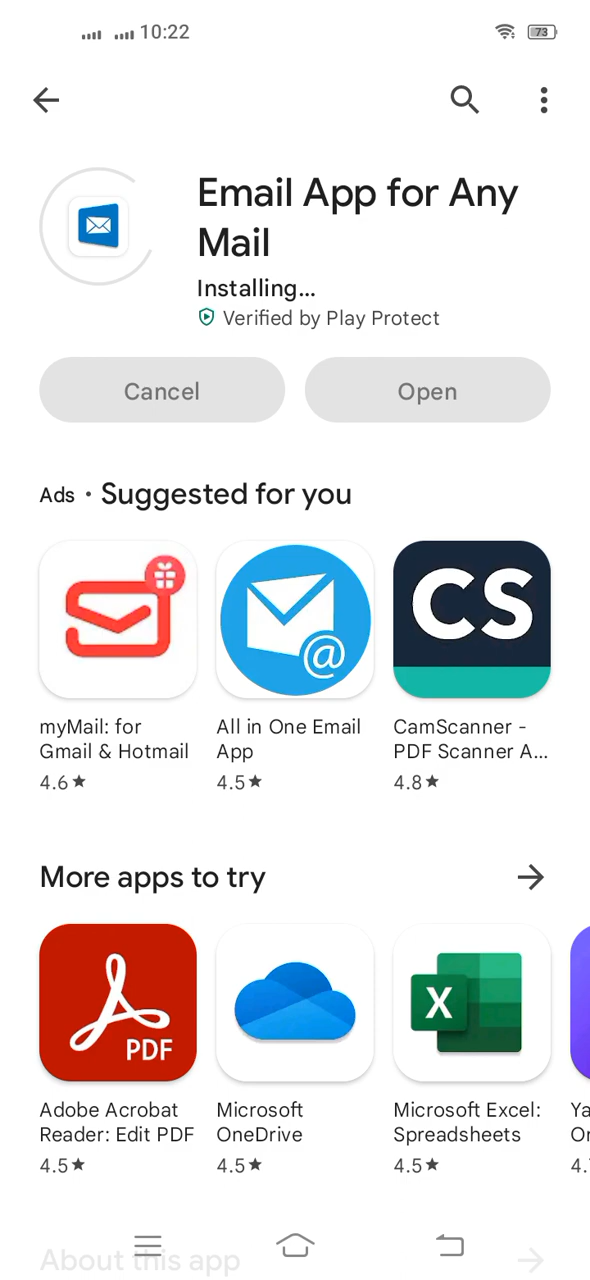 10:22
73
Email App for Any
Mail
Installing...
Verified by Play Protect
Cancel
Open
Ads • Suggested for you
@
CS
myMail: for
Gmail & Hotmail
4.6★
All in One Email
App
4.5★
CamScanner -
PDF Scanner A...
4.8★
More apps to try
PDF
X
Adobe Acrobat
Reader: Edit PDF
4.5★
Microsoft
OneDrive
4.5★
Microsoft Excel:
Spreadsheets
4.5★
Ya
Or
4.
About this app